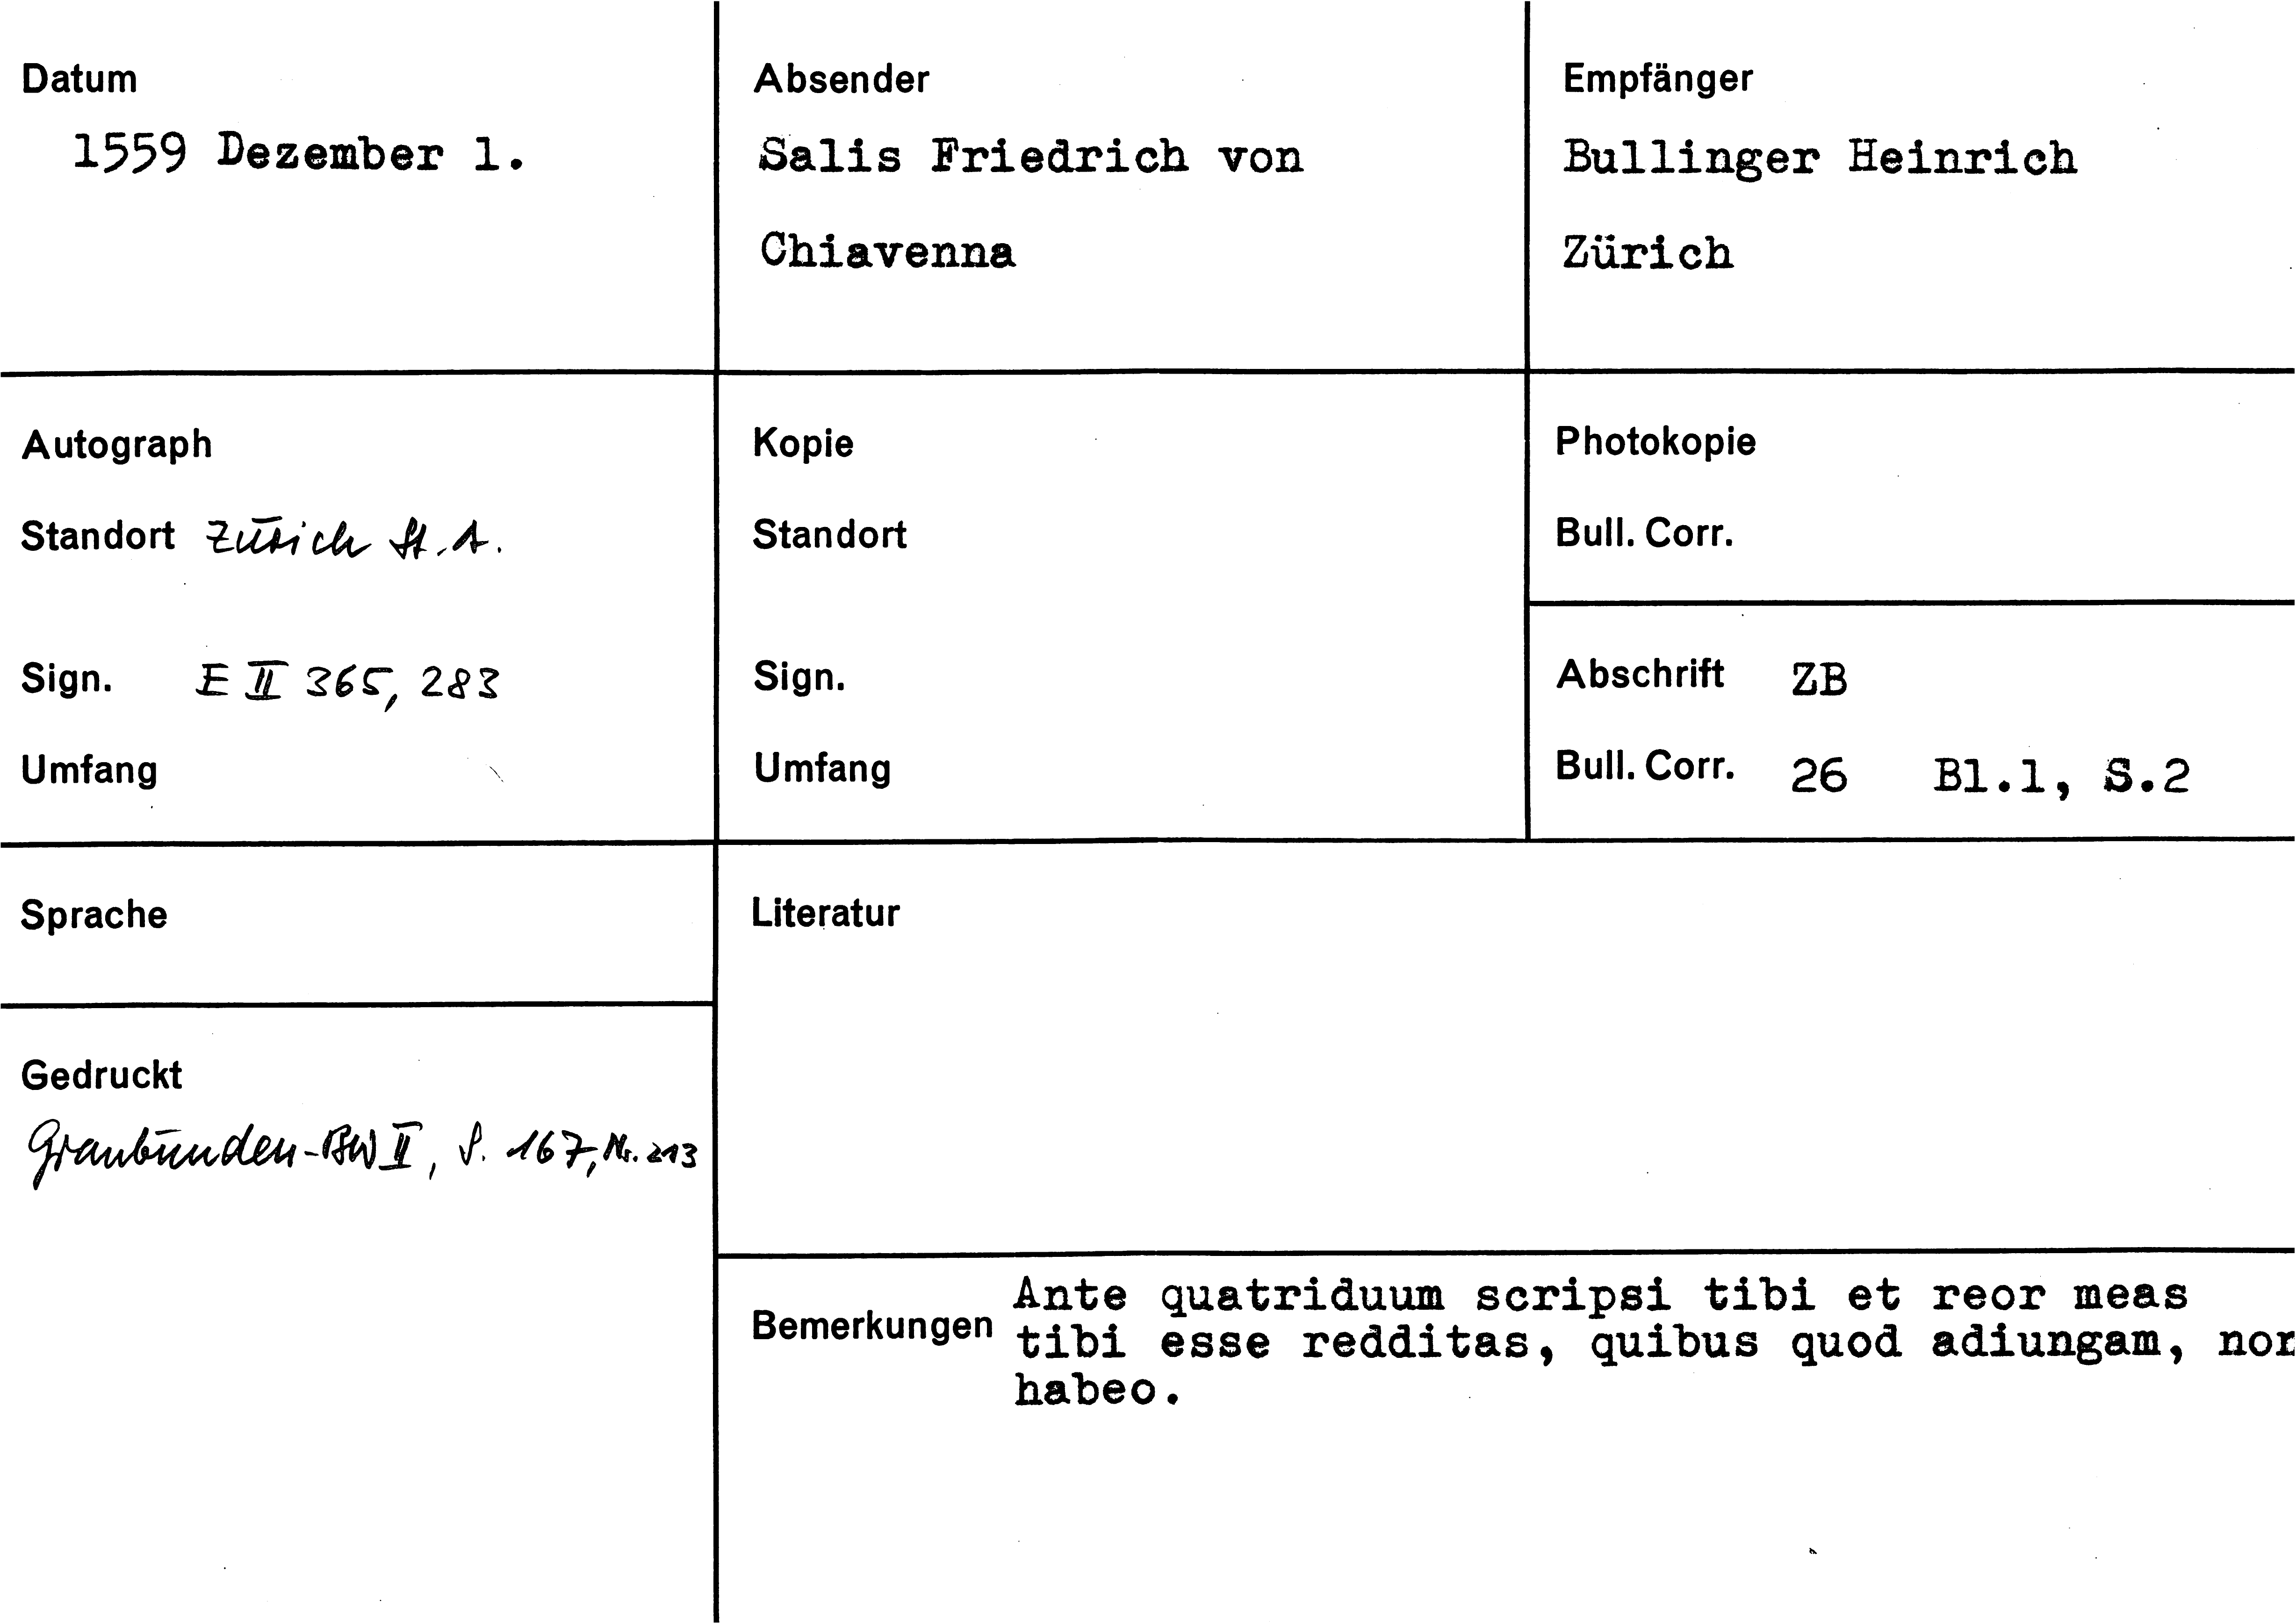 Datum
1559 Dezember 1.
Absender
Salis Friedrich von
Chiavenna
Empfänger
Bullinger Heinrich
Zürich
Autograph
Standort Zürich St.A.
Sign. E II 365, 283
Umfang
Kopie
Standort
Sign.
Umfang
Photokopie
Bull. Corr.
Abschrift ZB
Bull. Corr. 26 Bl.1, S.2
Sprache
Literatur
Gedruckt
Graubünden-BW II, S. 167, Nr. 213
Bemerkungen
Ante quatriduum scripsi tibi et reor meas
tibi esse redditas, quibus quod adiungam, non
habeo.